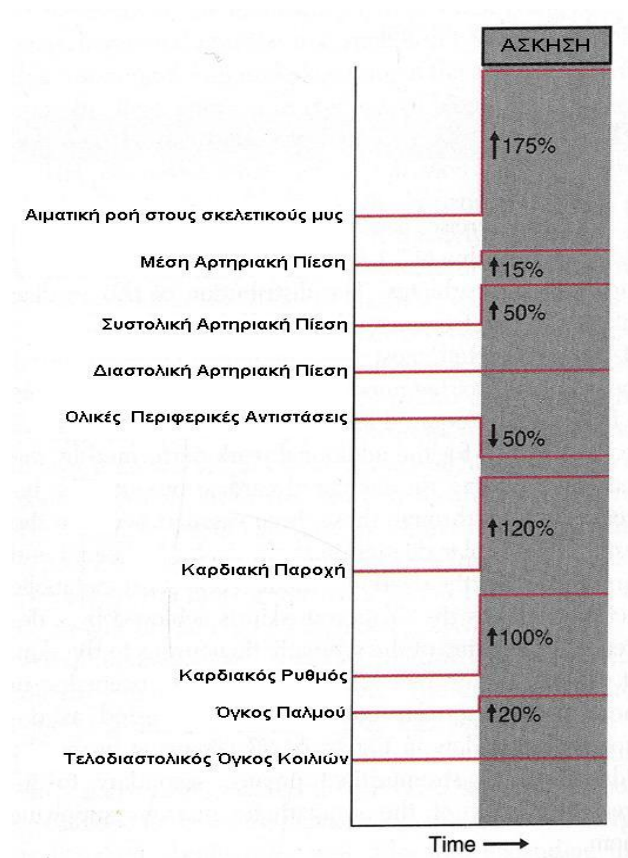 ΑΣΚΗΣΗ
↑175%
Αιματική ροή στους σκελετικούς μυς
Μέση Αρτηριακή Πίεση
↑15%
↑50%
Συστολική Αρτηριακή Πίεση
Διαστολική Αρτηριακή Πίεση
Ολικές Περιφερικές Αντιστάσεις
↓50%
↑120%
Καρδιακή Παροχή
↑100%
Καρδιακός Ρυθμός
Όγκος Παλμού
↑20%
Τελοδιαστολικός Όγκος Κοιλιών
Time →